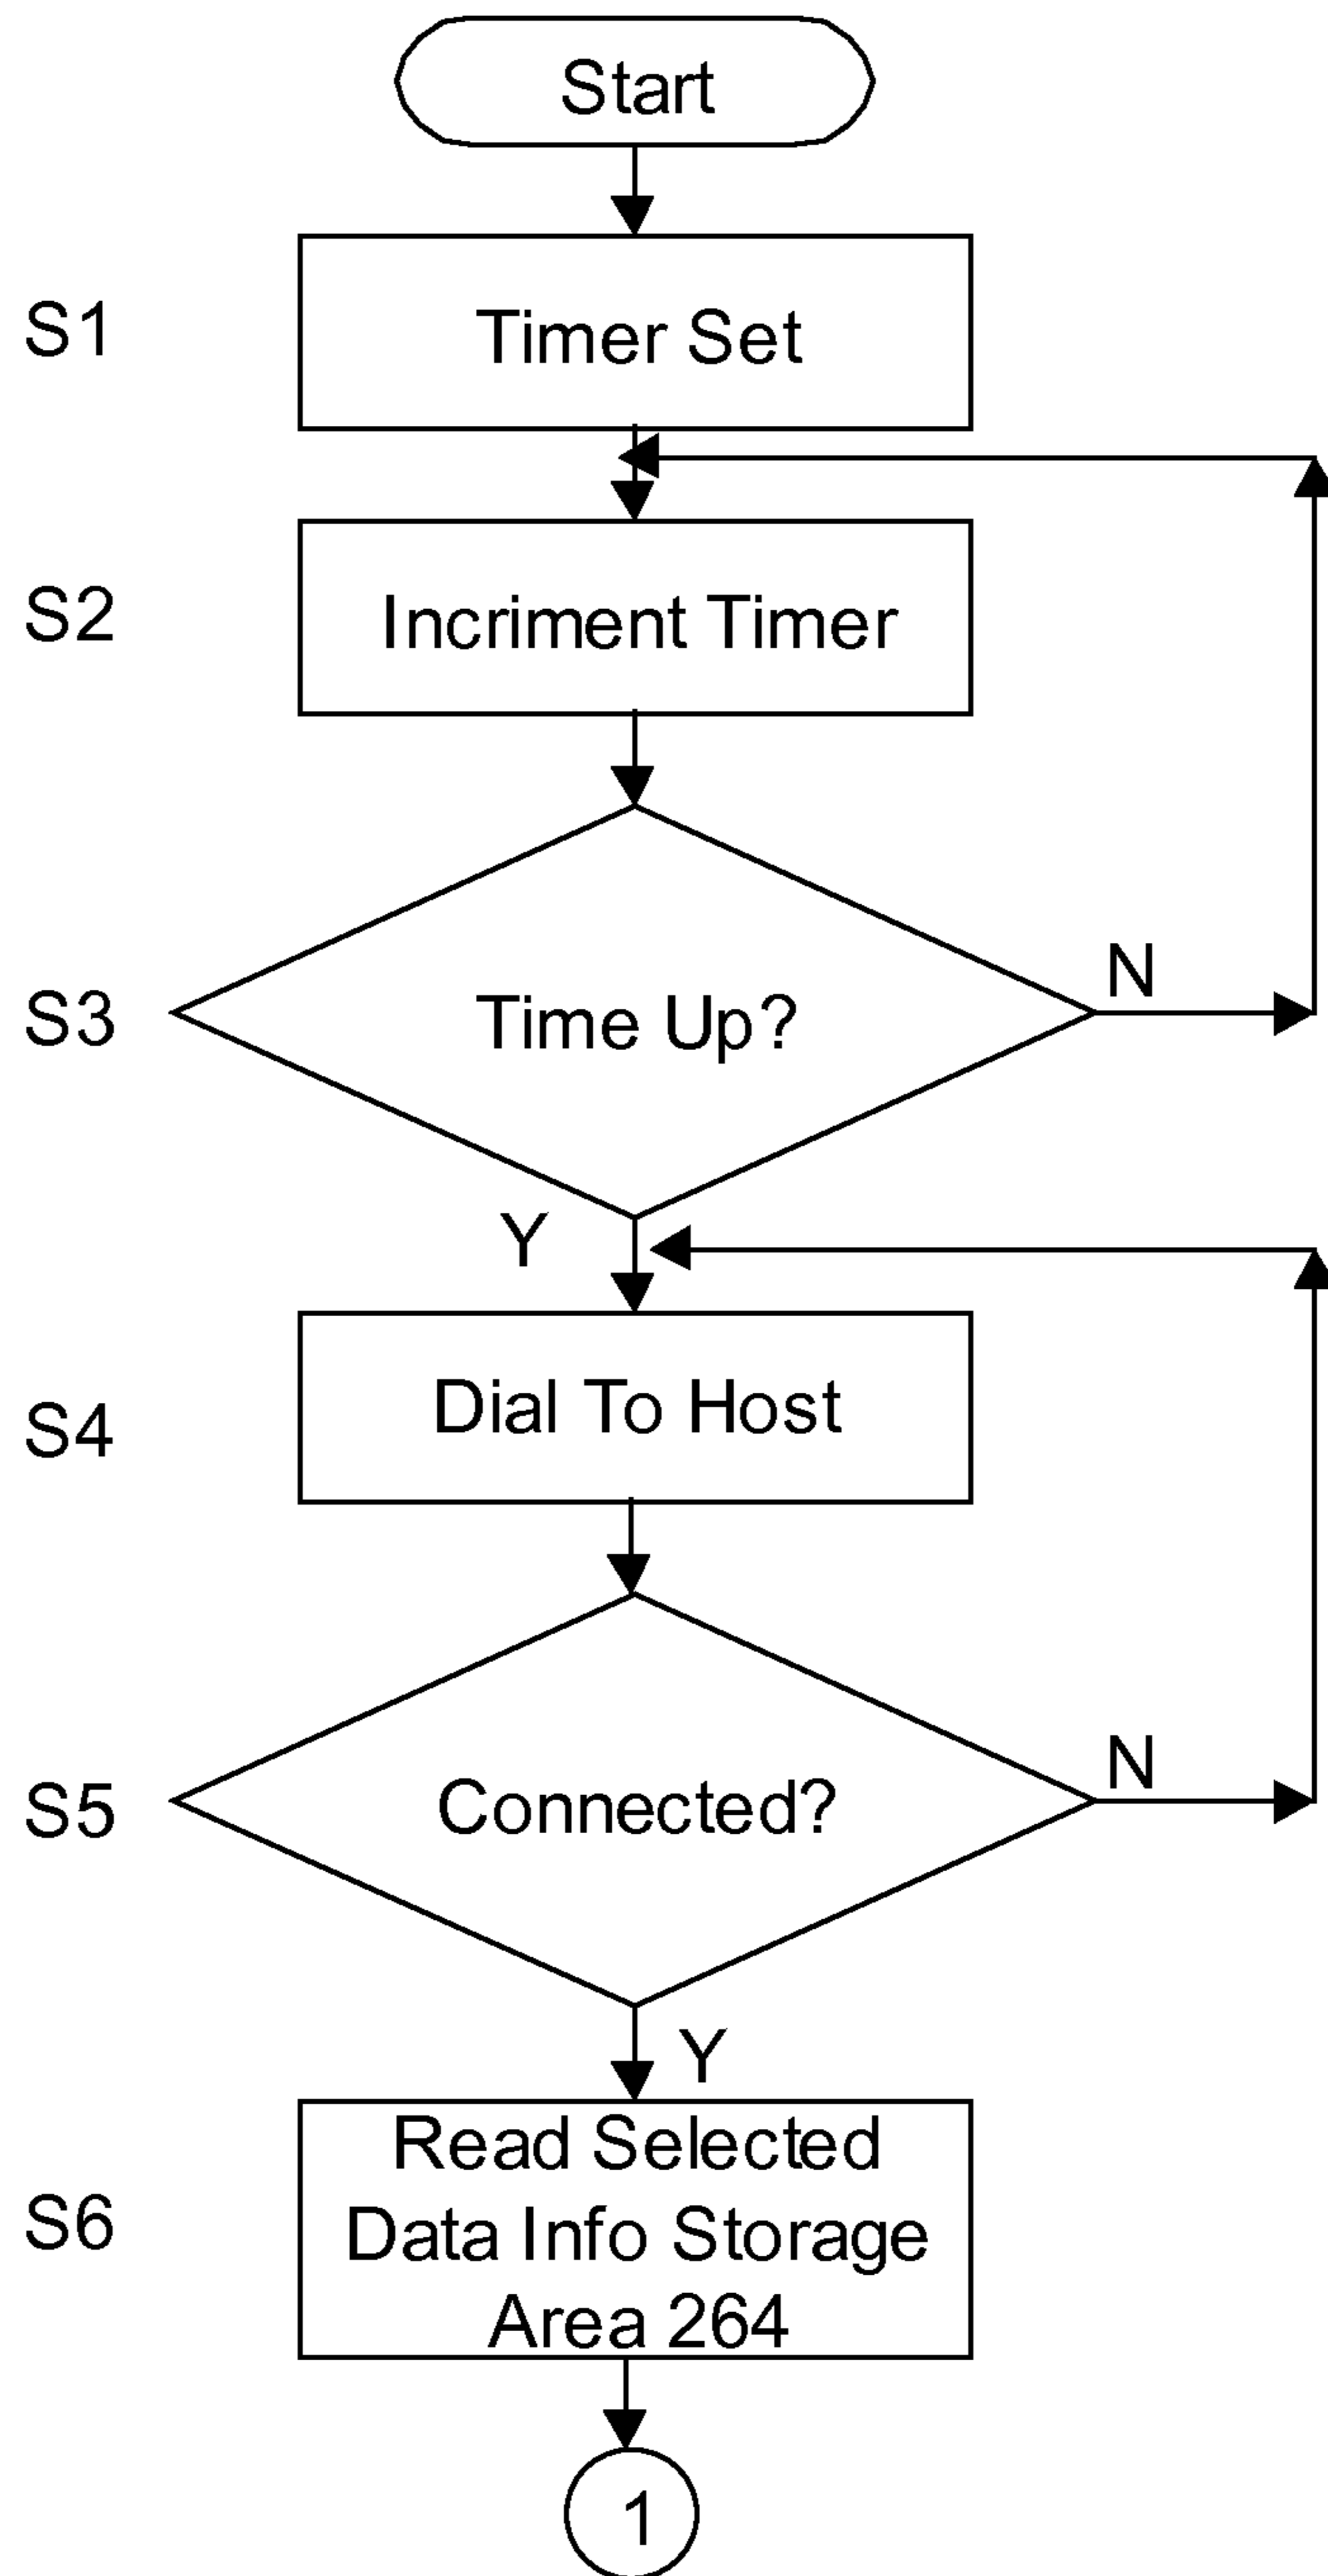 Start
S1
Timer Set
S2
Incriment Timer
S3
Time Up?
N
Y
S4
Dial To Host
S5
Connected?
N
Y
S6
Read Selected
Data Info Storage
Area 264
1